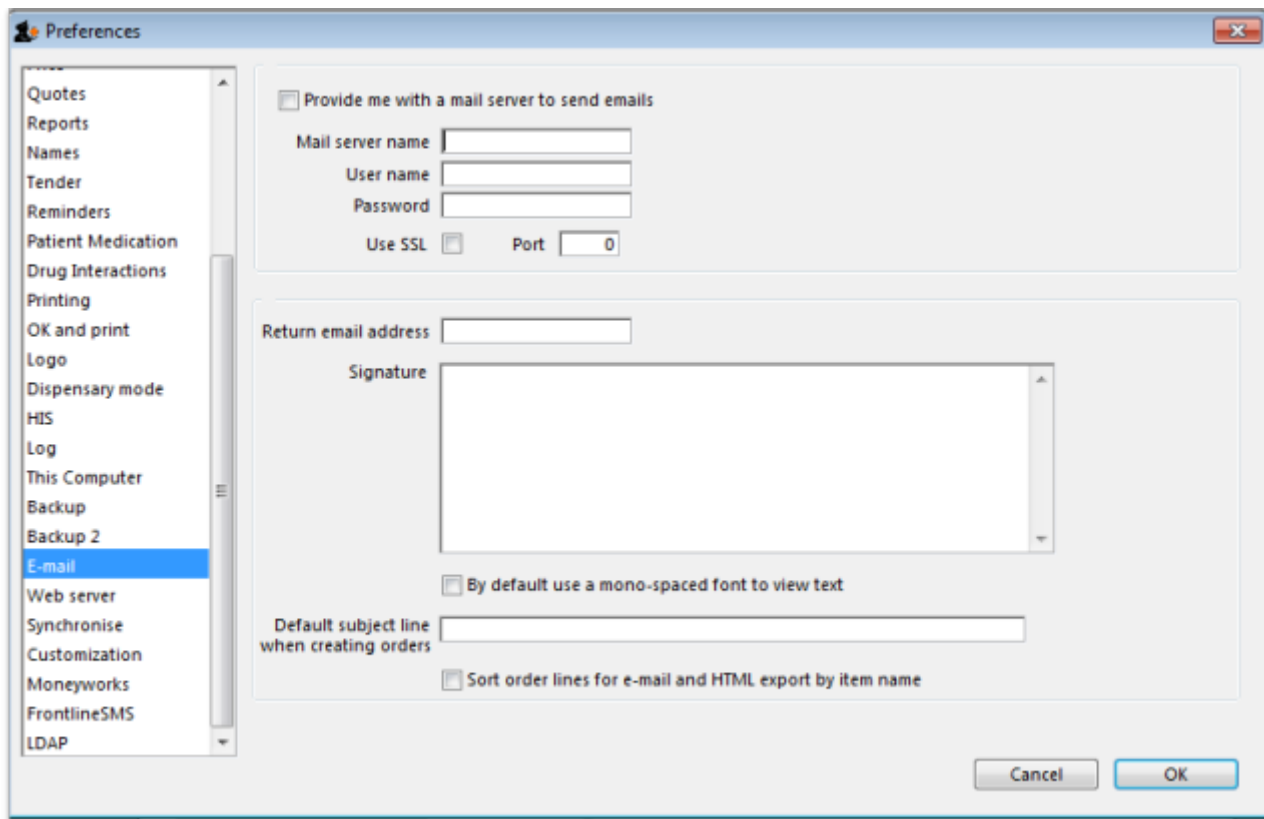 Preferences
Quotes
Reports
Names
Tender
Reminders
Patient Medication
Drug Interactions
Printing
OK and print
Logo
Dispensary mode
HIS
Log
This Computer
Backup
Backup 2
E-mail
Web server
Synchronise
Customization
Moneyworks
FrontlineSMS
LDAP
Provide me with a mail server to send emails
Mail server name
User name
Password
Use SSL Port 0
Return email address
Signature
By default use a mono-spaced font to view text
Default subject line
when creating orders
Sort order lines for e-mail and HTML export by item name
Cancel OK